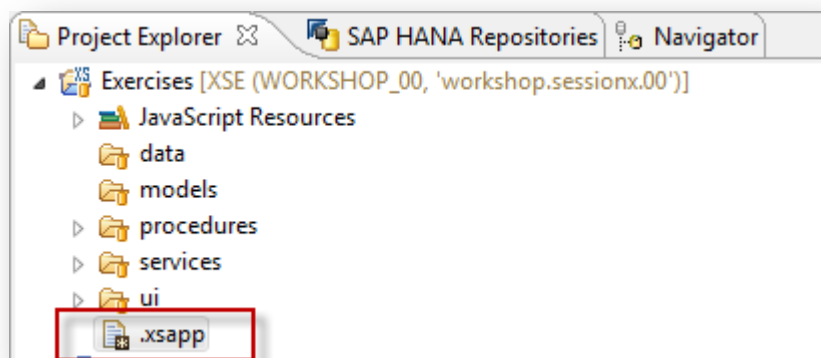 Project Explorer SAP HANA Repositories Navigator
Exercises [XSE (WORKSHOP_00, 'workshop.sessionx.00')]
JavaScript Resources
data
models
procedures
services
ui
.xsapp